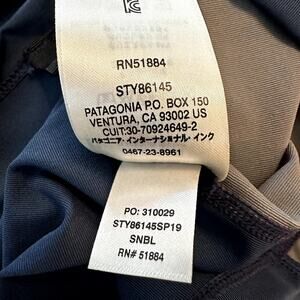 RN51884
STY86145
PATAGONIA P.O. BOX 150
VENTURA, CA 93002 US
CUIT:30-70924649-2
パタゴニア・インターナショナル・インク
0467-23-8961
PO: 310029
STY86145SP19
SNBL
RN# 51884